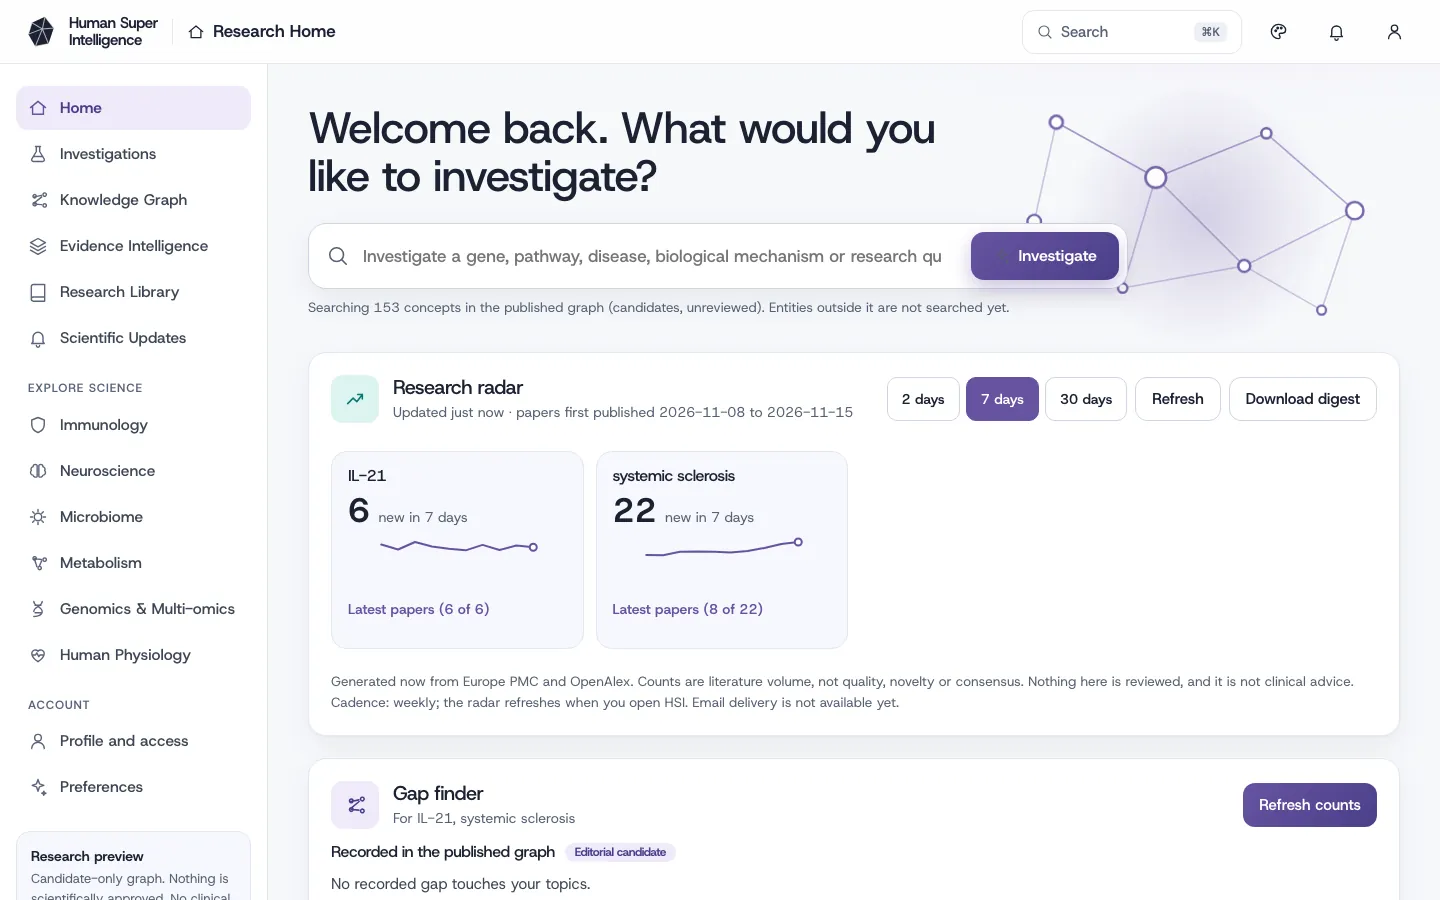 Human Super
Intelligence
Research Home
Search
⌘K
Home
Investigations
Knowledge Graph
Evidence Intelligence
Research Library
Scientific Updates
EXPLORE SCIENCE
Immunology
Neuroscience
Microbiome
Metabolism
Genomics & Multi-omics
Human Physiology
ACCOUNT
Profile and access
Preferences
Research preview
Candidate-only graph. Nothing is
scientifically approved. No clinical
Welcome back. What would you
like to investigate?
Investigate a gene, pathway, disease, biological mechanism or research qu
Investigate
Searching 153 concepts in the published graph (candidates, unreviewed). Entities outside it are not searched yet.
Research radar
Updated just now · papers first published 2026-11-08 to 2026-11-15
2 days
7 days
30 days
Refresh
Download digest
IL-21
6 new in 7 days
Latest papers (6 of 6)
systemic sclerosis
22 new in 7 days
Latest papers (8 of 22)
Generated now from Europe PMC and OpenAlex. Counts are literature volume, not quality, novelty or consensus. Nothing here is reviewed, and it is not clinical advice.
Cadence: weekly; the radar refreshes when you open HSI. Email delivery is not available yet.
Gap finder
For IL-21, systemic sclerosis
Refresh counts
Recorded in the published graph
Editorial candidate
No recorded gap touches your topics.